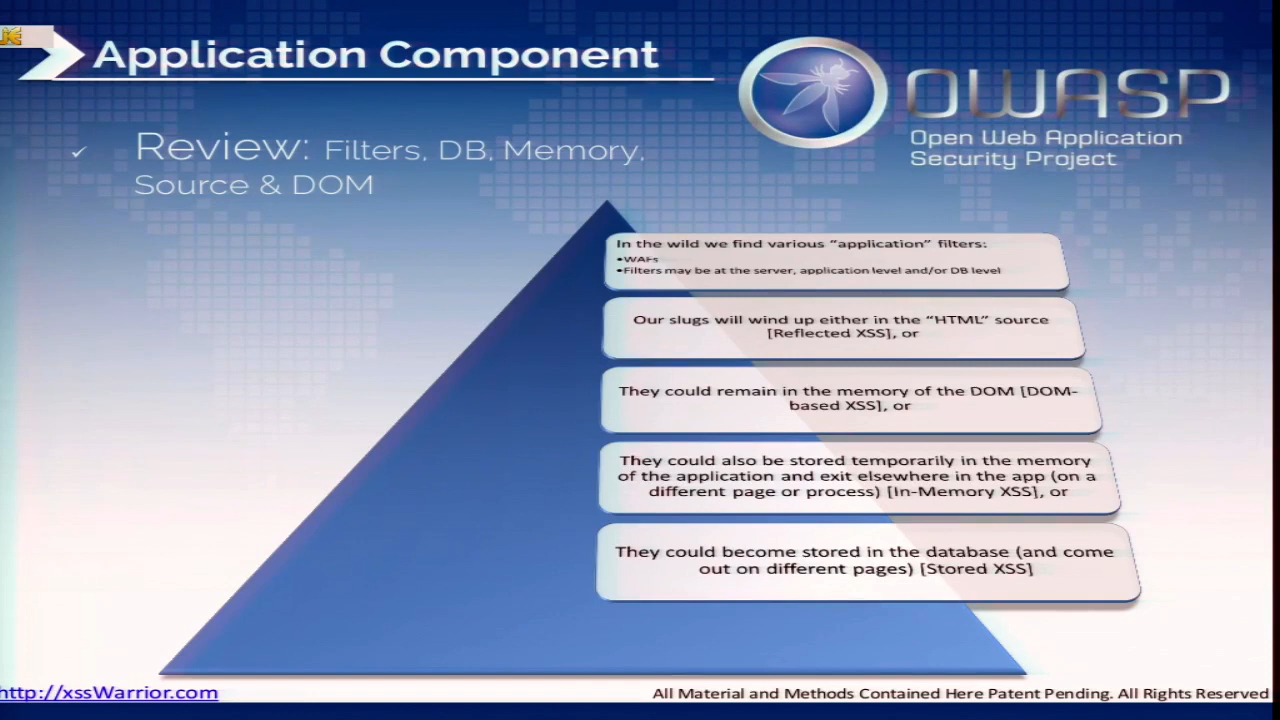 Application Component
OWASP
Open Web Application
Security Project
✓ Review: Filters, DB, Memory,
Source & DOM
In the wild we find various “application” filters:
•WAFs
•Filters may be at the server, application level and/or DB level
Our slugs will wind up either in the “HTML” source
[Reflected XSS], or
They could remain in the memory of the DOM [DOM-
based XSS], or
They could also be stored temporarily in the memory
of the application and exit elsewhere in the app (on a
different page or process) [In-Memory XSS], or
They could become stored in the database (and come
out on different pages) [Stored XSS]
http://xssWarrior.com
All Material and Methods Contained Here Patent Pending. All Rights Reserved